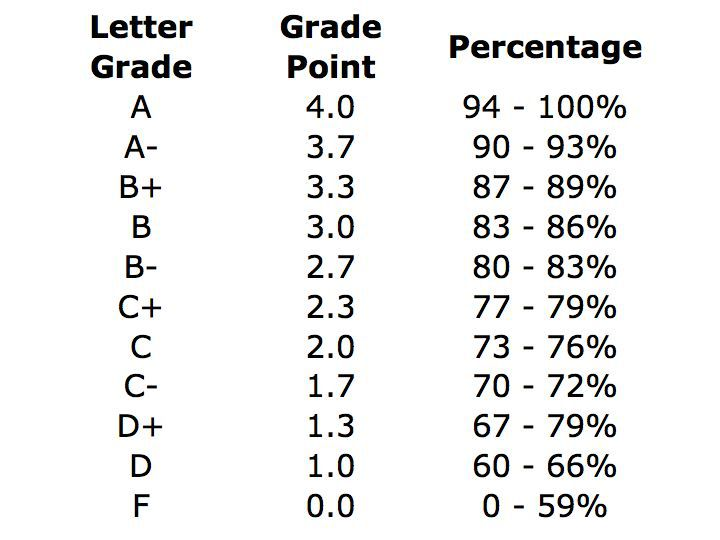 Letter Grade Grade Point Percentage
A 4.0 94 - 100%
A- 3.7 90 - 93%
B+ 3.3 87 - 89%
B 3.0 83 - 86%
B- 2.7 80 - 83%
C+ 2.3 77 - 79%
C 2.0 73 - 76%
C- 1.7 70 - 72%
D+ 1.3 67 - 79%
D 1.0 60 - 66%
F 0.0 0 - 59%